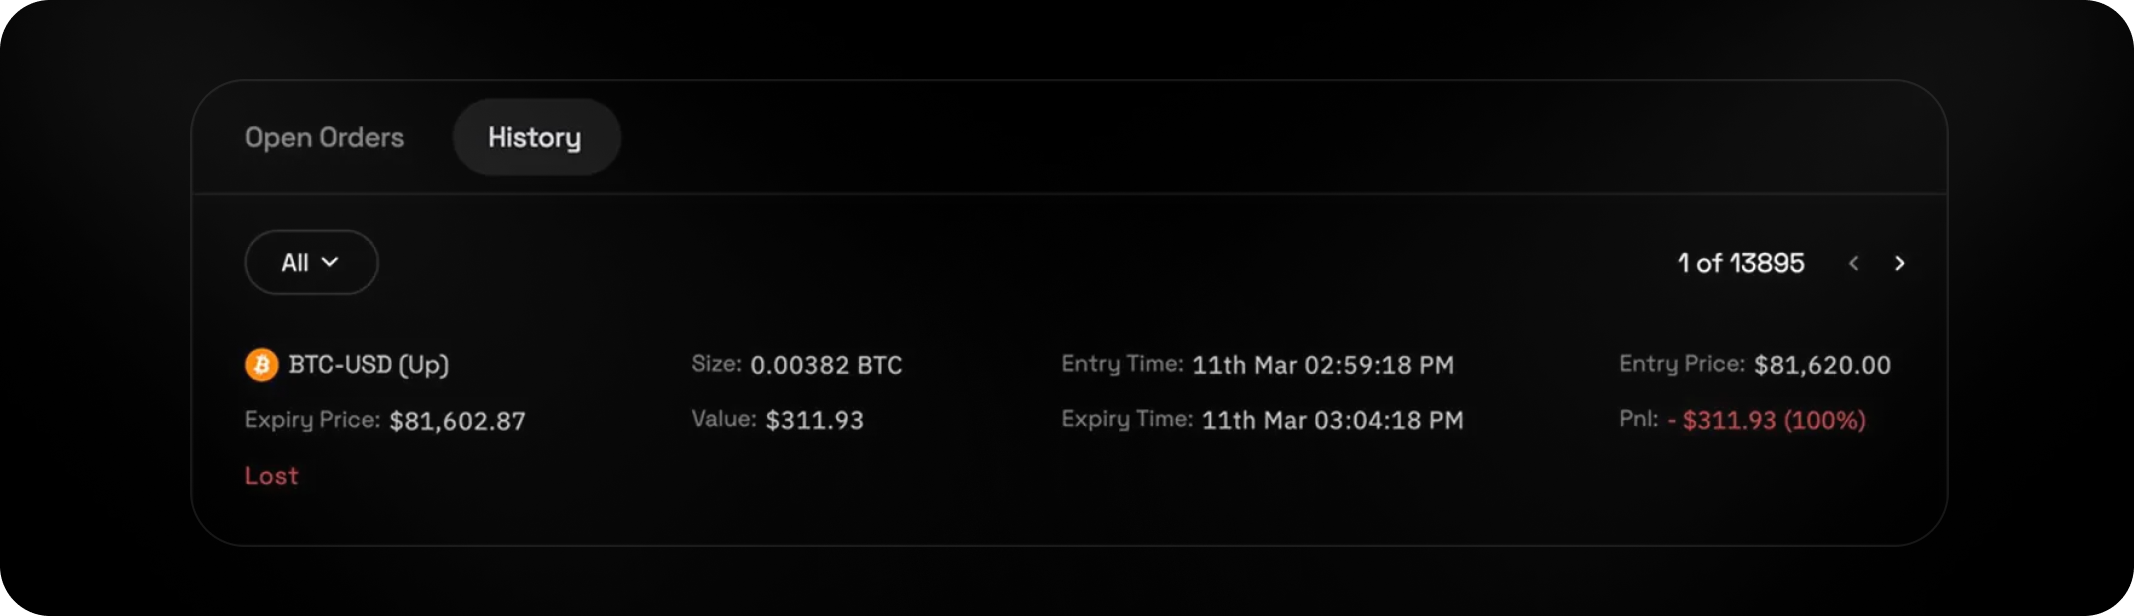 Open Orders History
All 1 of 13895
BTC-USD (Up) Size: 0.00382 BTC Entry Time: 11th Mar 02:59:18 PM Entry Price: $81,620.00
Expiry Price: $81,602.87 Value: $311.93 Expiry Time: 11th Mar 03:04:18 PM Pnl: - $311.93 (100%)
Lost